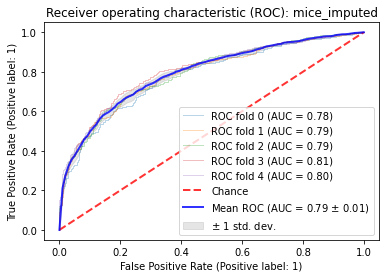 Receiver operating characteristic (ROC): mice_imputed
True Positive Rate (Positive label: 1)
1.0
0.8
0.6
0.4
0.2
0.0
ROC fold 0 (AUC = 0.78)
ROC fold 1 (AUC = 0.79)
ROC fold 2 (AUC = 0.79)
ROC fold 3 (AUC = 0.81)
ROC fold 4 (AUC = 0.80)
Chance
Mean ROC (AUC = 0.79 ± 0.01)
± 1 std. dev.
0.0 0.2 0.4 0.6 0.8 1.0
False Positive Rate (Positive label: 1)